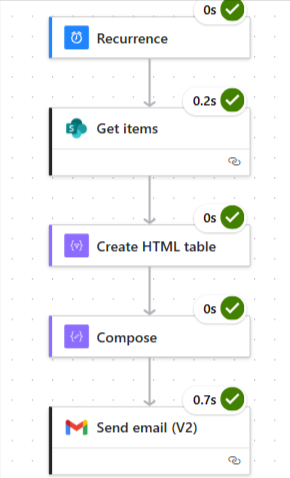 0s
Recurrence
0.2s
Get items
0s
Create HTML table
0s
Compose
0.7s
Send email (V2)